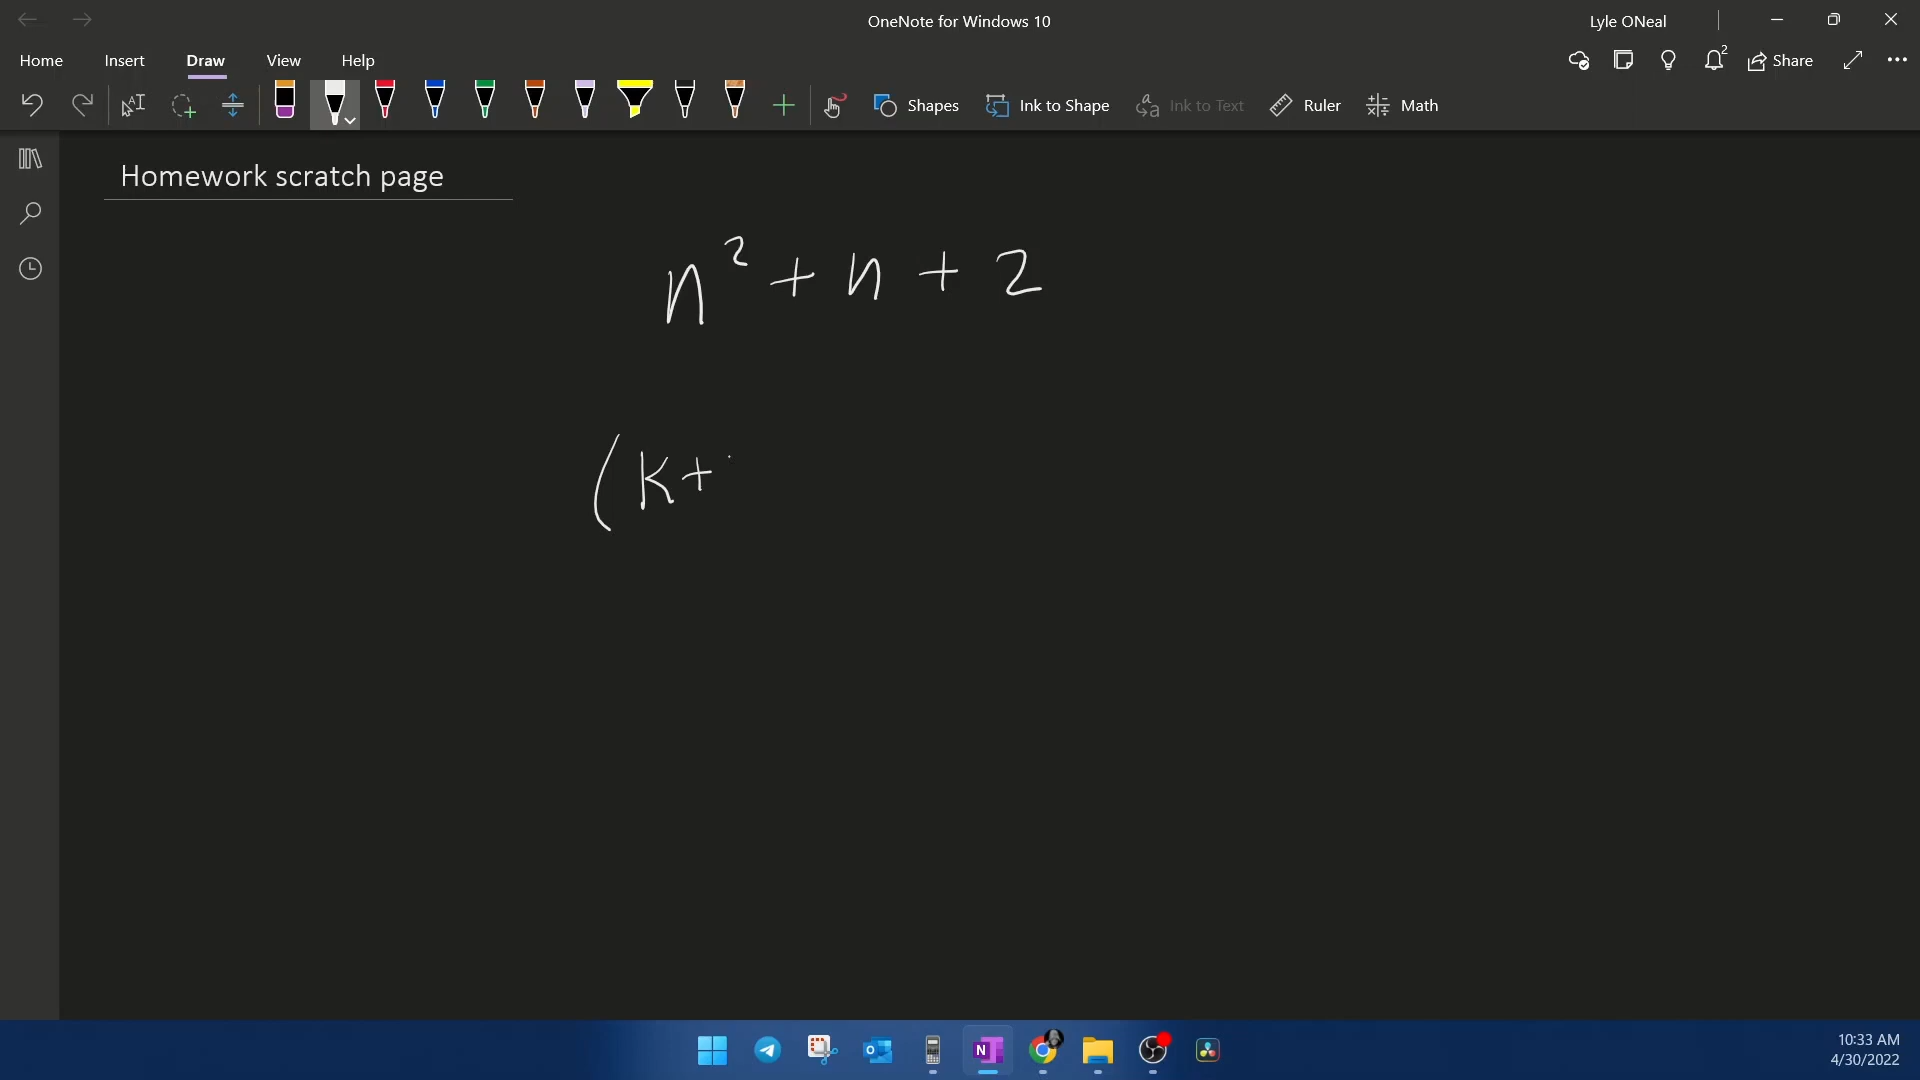 OneNote for Windows 10
Lyle ONeal
Home Insert Draw View Help
2 Share
Shapes Ink to Shape Ink to Text Ruler Math
Homework scratch page
n² + n + 2
(K+
10:33 AM
4/30/2022